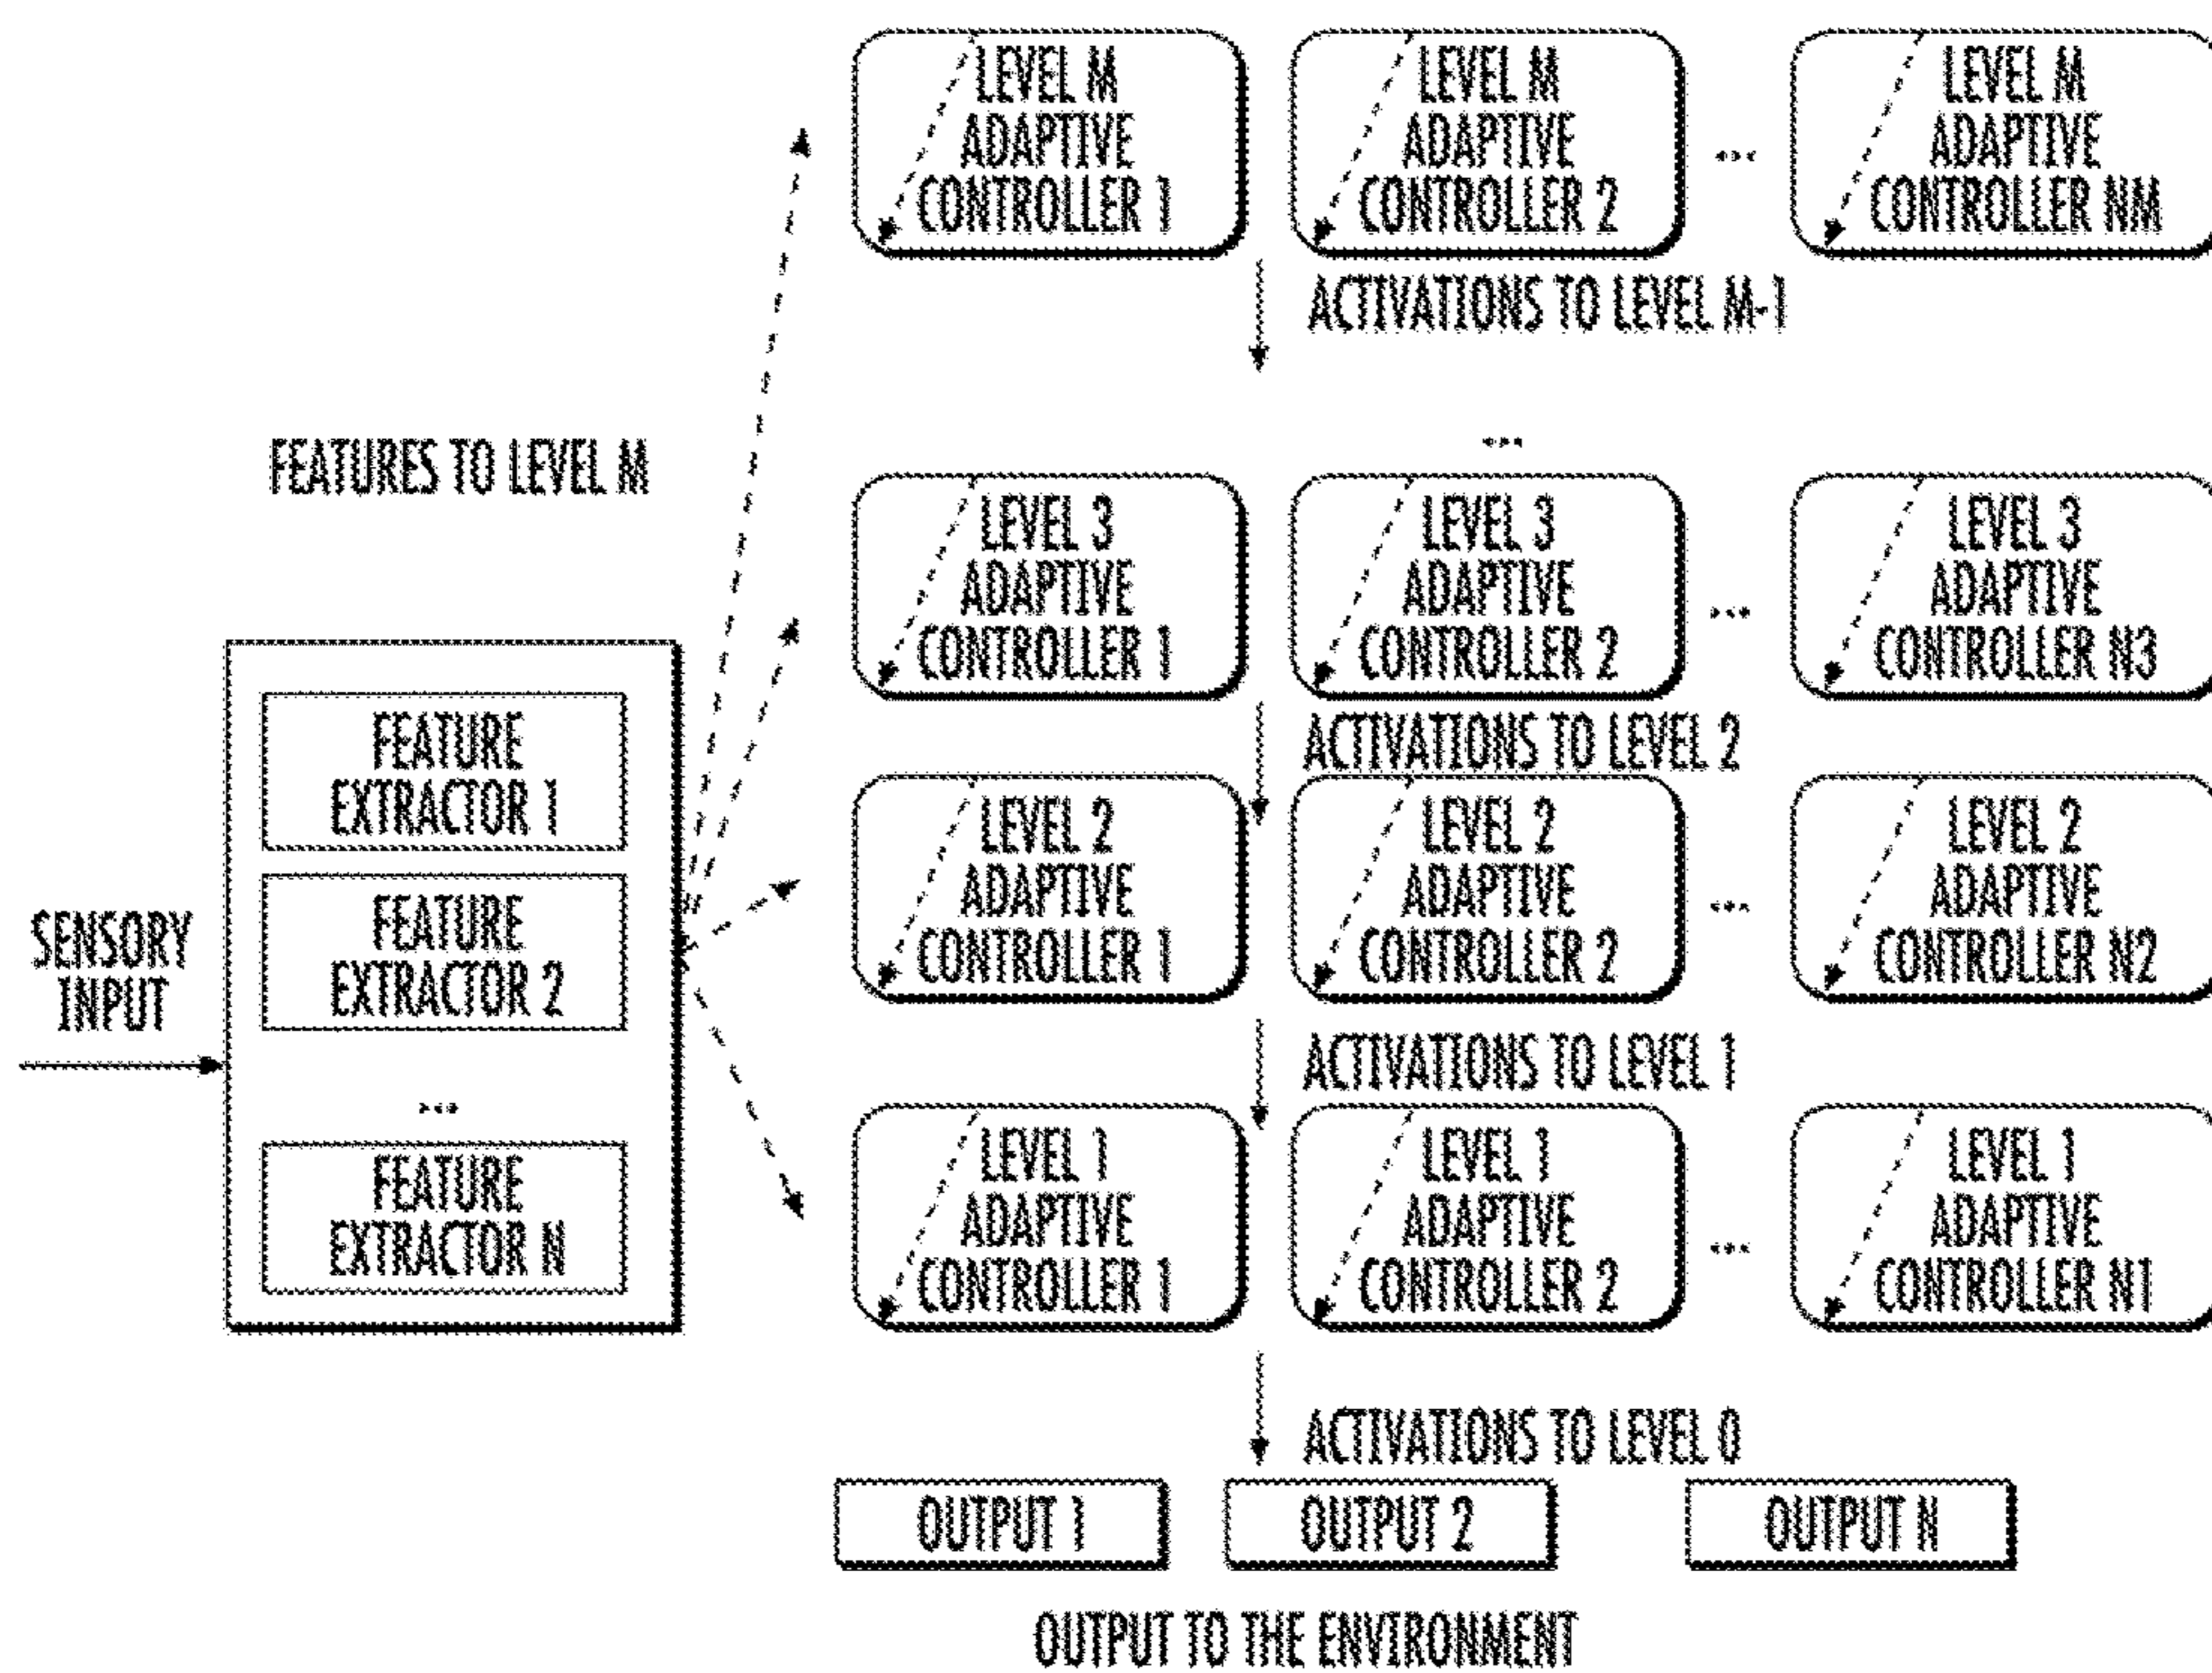 LEVEL M
ADAPTIVE
CONTROLLER 1
LEVEL M
ADAPTIVE
CONTROLLER 2
...
LEVEL M
ADAPTIVE
CONTROLLER NM
ACTIVATIONS TO LEVEL M-1
FEATURES TO LEVEL M
...
LEVEL 3
ADAPTIVE
CONTROLLER 1
LEVEL 3
ADAPTIVE
CONTROLLER 2
...
LEVEL 3
ADAPTIVE
CONTROLLER N3
ACTIVATIONS TO LEVEL 2
SENSORY
INPUT
FEATURE
EXTRACTOR 1
FEATURE
EXTRACTOR 2
...
FEATURE
EXTRACTOR N
LEVEL 2
ADAPTIVE
CONTROLLER 1
LEVEL 2
ADAPTIVE
CONTROLLER 2
...
LEVEL 2
ADAPTIVE
CONTROLLER N2
ACTIVATIONS TO LEVEL 1
LEVEL 1
ADAPTIVE
CONTROLLER 1
LEVEL 1
ADAPTIVE
CONTROLLER 2
...
LEVEL 1
ADAPTIVE
CONTROLLER N1
ACTIVATIONS TO LEVEL 0
OUTPUT 1
OUTPUT 2
OUTPUT N
OUTPUT TO THE ENVIRONMENT